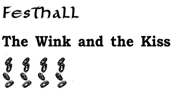 Festhall
The Wink and the Kiss